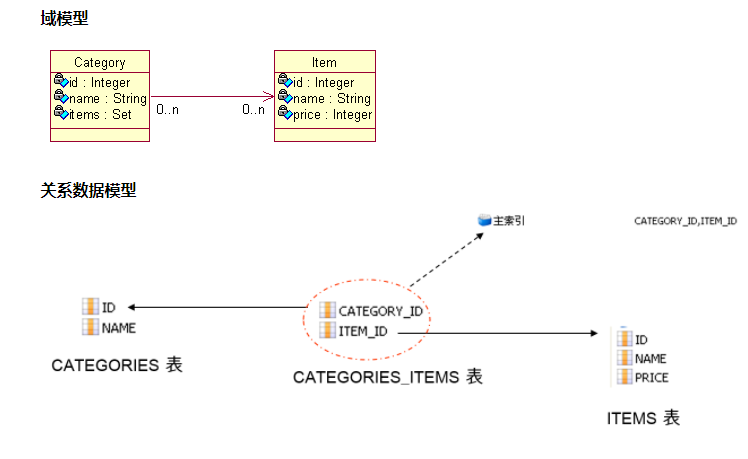 域模型
Category
id : Integer
name : String
items : Set
0..n
0..n
Item
id : Integer
name : String
price : Integer
关系数据模型
主索引
CATEGORY_ID,ITEM_ID
ID
NAME
CATEGORIES 表
CATEGORY_ID
ITEM_ID
CATEGORIES_ITEMS 表
ID
NAME
PRICE
ITEMS 表